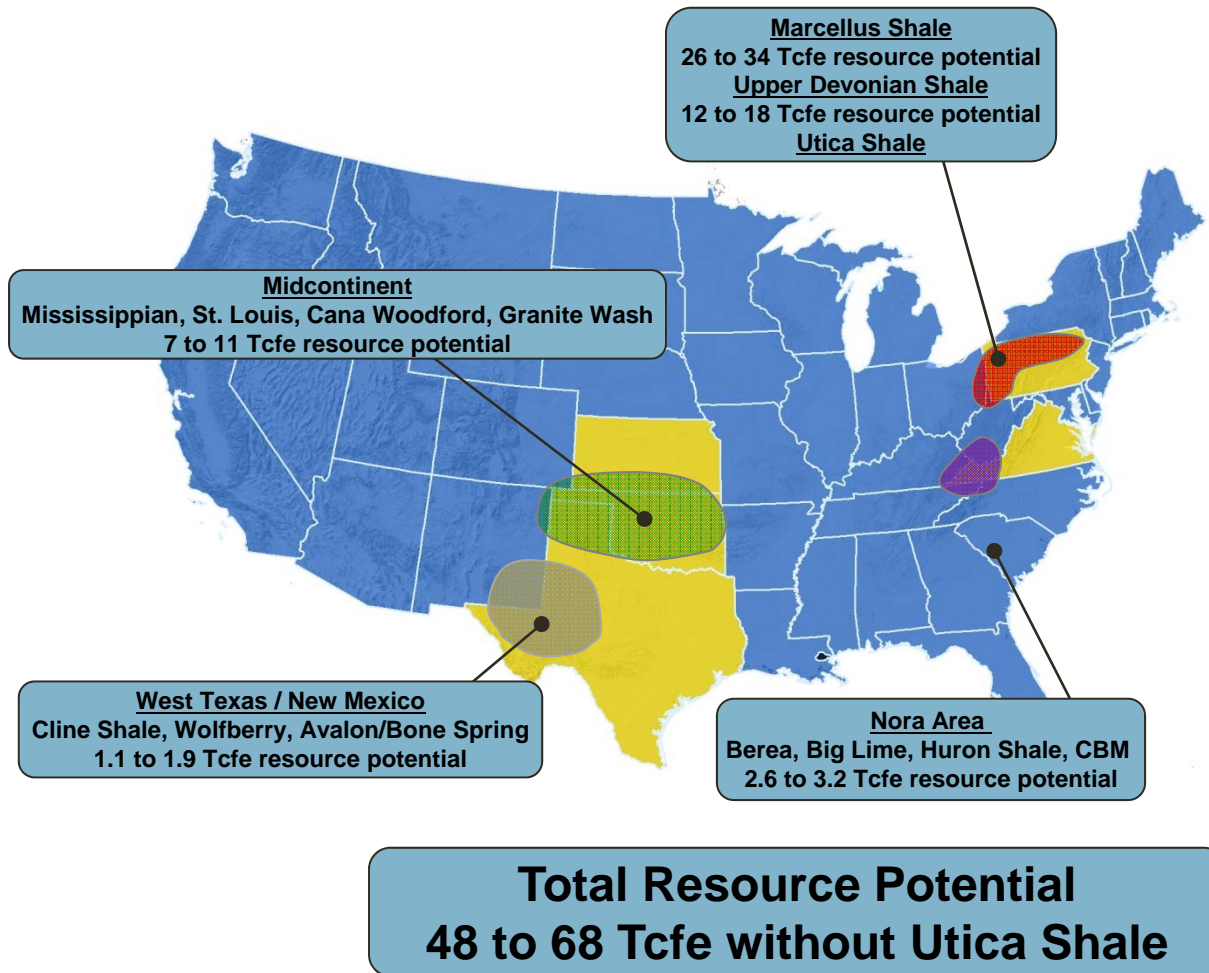 Marcellus Shale
26 to 34 Tcfe resource potential
Upper Devonian Shale
12 to 18 Tcfe resource potential
Utica Shale
Midcontinent
Mississippian, St. Louis, Cana Woodford, Granite Wash
7 to 11 Tcfe resource potential
West Texas / New Mexico
Cline Shale, Wolfberry, Avalon/Bone Spring
1.1 to 1.9 Tcfe resource potential
Nora Area
Berea, Big Lime, Huron Shale, CBM
2.6 to 3.2 Tcfe resource potential
Total Resource Potential
48 to 68 Tcfe without Utica Shale